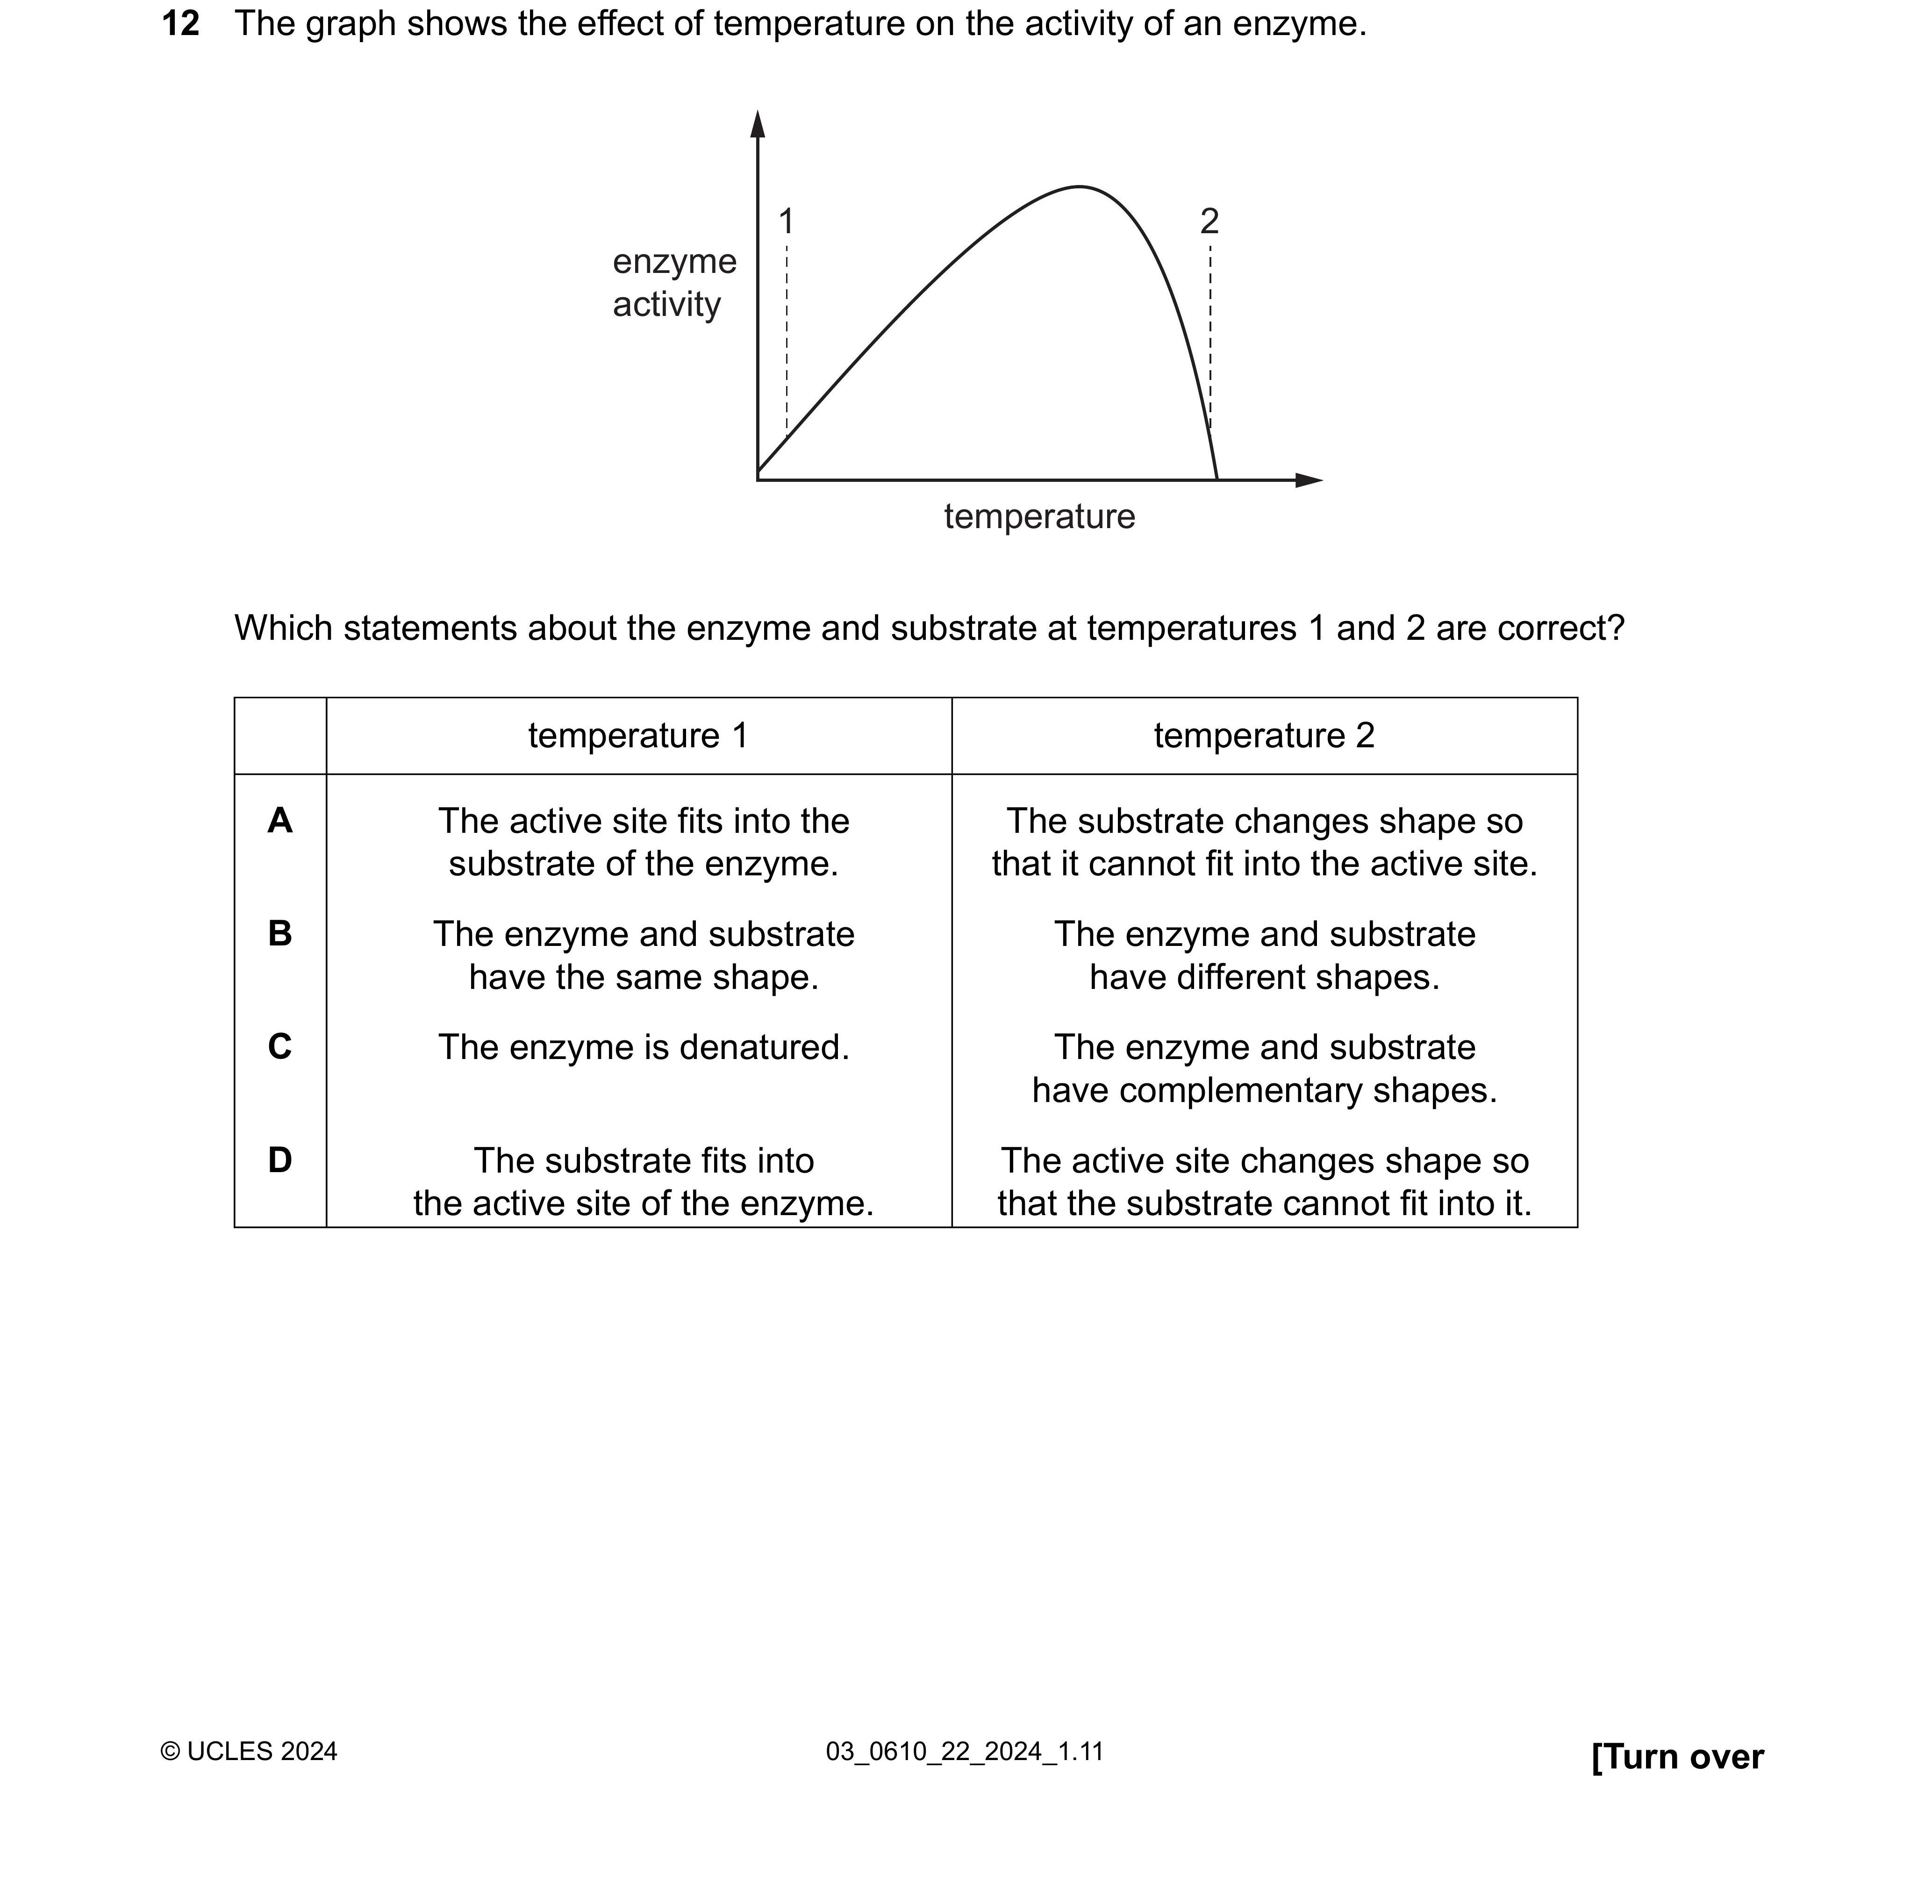 12 The graph shows the effect of temperature on the activity of an enzyme.
1
2
enzyme
activity
temperature
Which statements about the enzyme and substrate at temperatures 1 and 2 are correct?
temperature 1 temperature 2
A The active site fits into the The substrate changes shape so
substrate of the enzyme. that it cannot fit into the active site.
B The enzyme and substrate The enzyme and substrate
have the same shape. have different shapes.
C The enzyme is denatured. The enzyme and substrate
have complementary shapes.
D The substrate fits into The active site changes shape so
the active site of the enzyme. that the substrate cannot fit into it.
© UCLES 2024 03_0610_22_2024_1.11 [Turn over